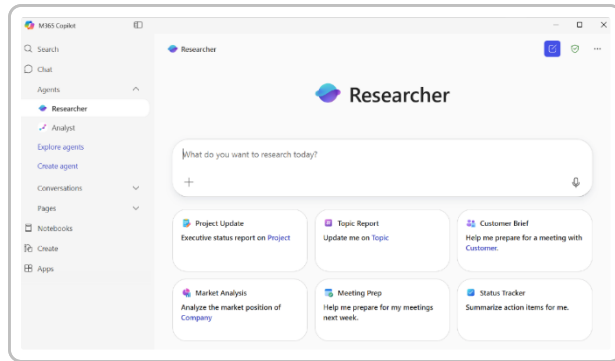 M365 Copilot
Search
Chat
Agents
Researcher
Analyst
Explore agents
Create agent
Conversations
Pages
Notebooks
Create
Apps
Researcher
Researcher
What do you want to research today?
Project Update
Executive status report on Project
Topic Report
Update me on Topic
Customer Brief
Help me prepare for a meeting with
Customer.
Market Analysis
Analyze the market position of
Company
Meeting Prep
Help me prepare for my meetings
next week.
Status Tracker
Summarize action items for me.